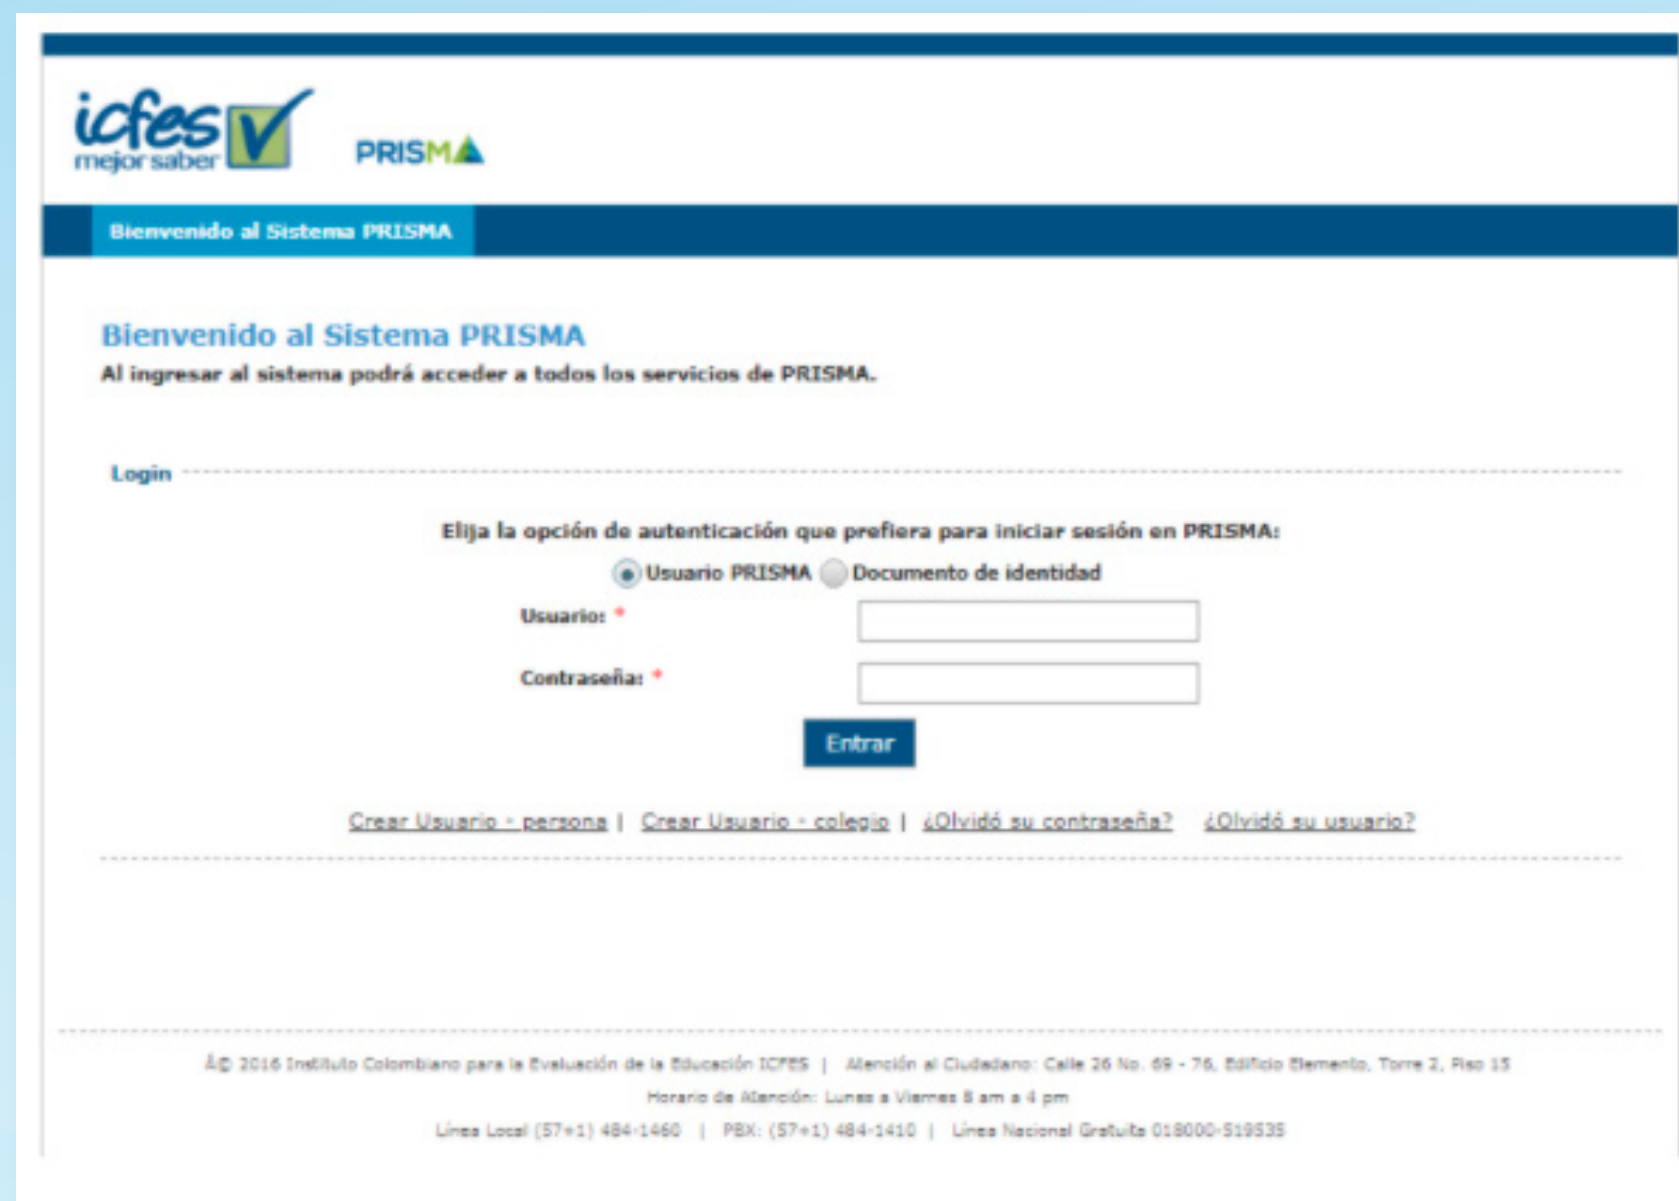 icfes
mejor saber
PRISMA
Bienvenido al Sistema PRISMA
Bienvenido al Sistema PRISMA
Al ingresar al sistema podrá acceder a todos los servicios de PRISMA.
Login
Elija la opción de autenticación que prefiera para iniciar sesión en PRISMA:
Usuario PRISMA Documento de identidad
Usuario: *
Contraseña: *
Entrar
Crear Usuario - persona | Crear Usuario - colegio | ¿Olvidó su contraseña? ¿Olvidó su usuario?
Â© 2016 Instituto Colombiano para la Evaluación de la Educación ICFES | Atención al Ciudadano: Calle 26 No. 69 - 76, Edificio Elemento, Torre 2, Piso 15
Horario de Atención: Lunes a Viernes 8 am a 4 pm
Línea Local (57+1) 484-1460 | PBX: (57+1) 484-1410 | Línea Nacional Gratuita 018000-519535